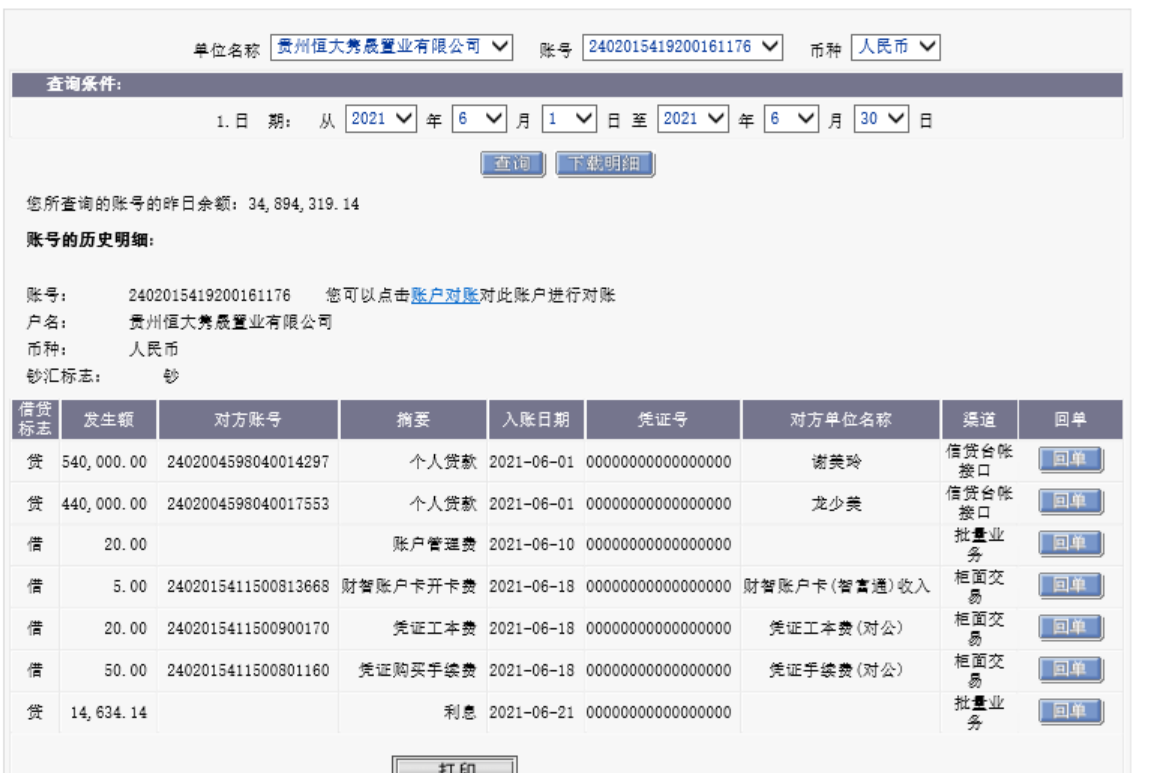 单位名称 贵州恒大隽晟置业有限公司 账号 2402015419200161176 币种 人民币
查询条件:
1.日 期: 从 2021 年 6 月 1 日 至 2021 年 6 月 30 日
查询 下载明细
您所查询的账号的昨日余额: 34,894,319.14
账号的历史明细:
账号: 2402015419200161176 您可以点击账户对账对此账户进行对账
户名: 贵州恒大隽晟置业有限公司
币种: 人民币
钞汇标志: 钞
借贷标志 发生额 对方账号 摘要 入账日期 凭证号 对方单位名称 渠道 回单
贷 540,000.00 2402004598040014297 个人贷款 2021-06-01 00000000000000000 谢美玲 信贷台帐接口 回单
贷 440,000.00 2402004598040017553 个人贷款 2021-06-01 00000000000000000 龙少美 信贷台帐接口 回单
借 20.00 账户管理费 2021-06-10 00000000000000000 批量业务 回单
借 5.00 2402015411500813668 财智账户卡开卡费 2021-06-18 00000000000000000 财智账户卡(智富通)收入 柜面交易 回单
借 20.00 2402015411500900170 凭证工本费 2021-06-18 00000000000000000 凭证工本费(对公) 柜面交易 回单
借 50.00 2402015411500801160 凭证购买手续费 2021-06-18 00000000000000000 凭证手续费(对公) 柜面交易 回单
贷 14,634.14 利息 2021-06-21 00000000000000000 批量业务 回单
打印